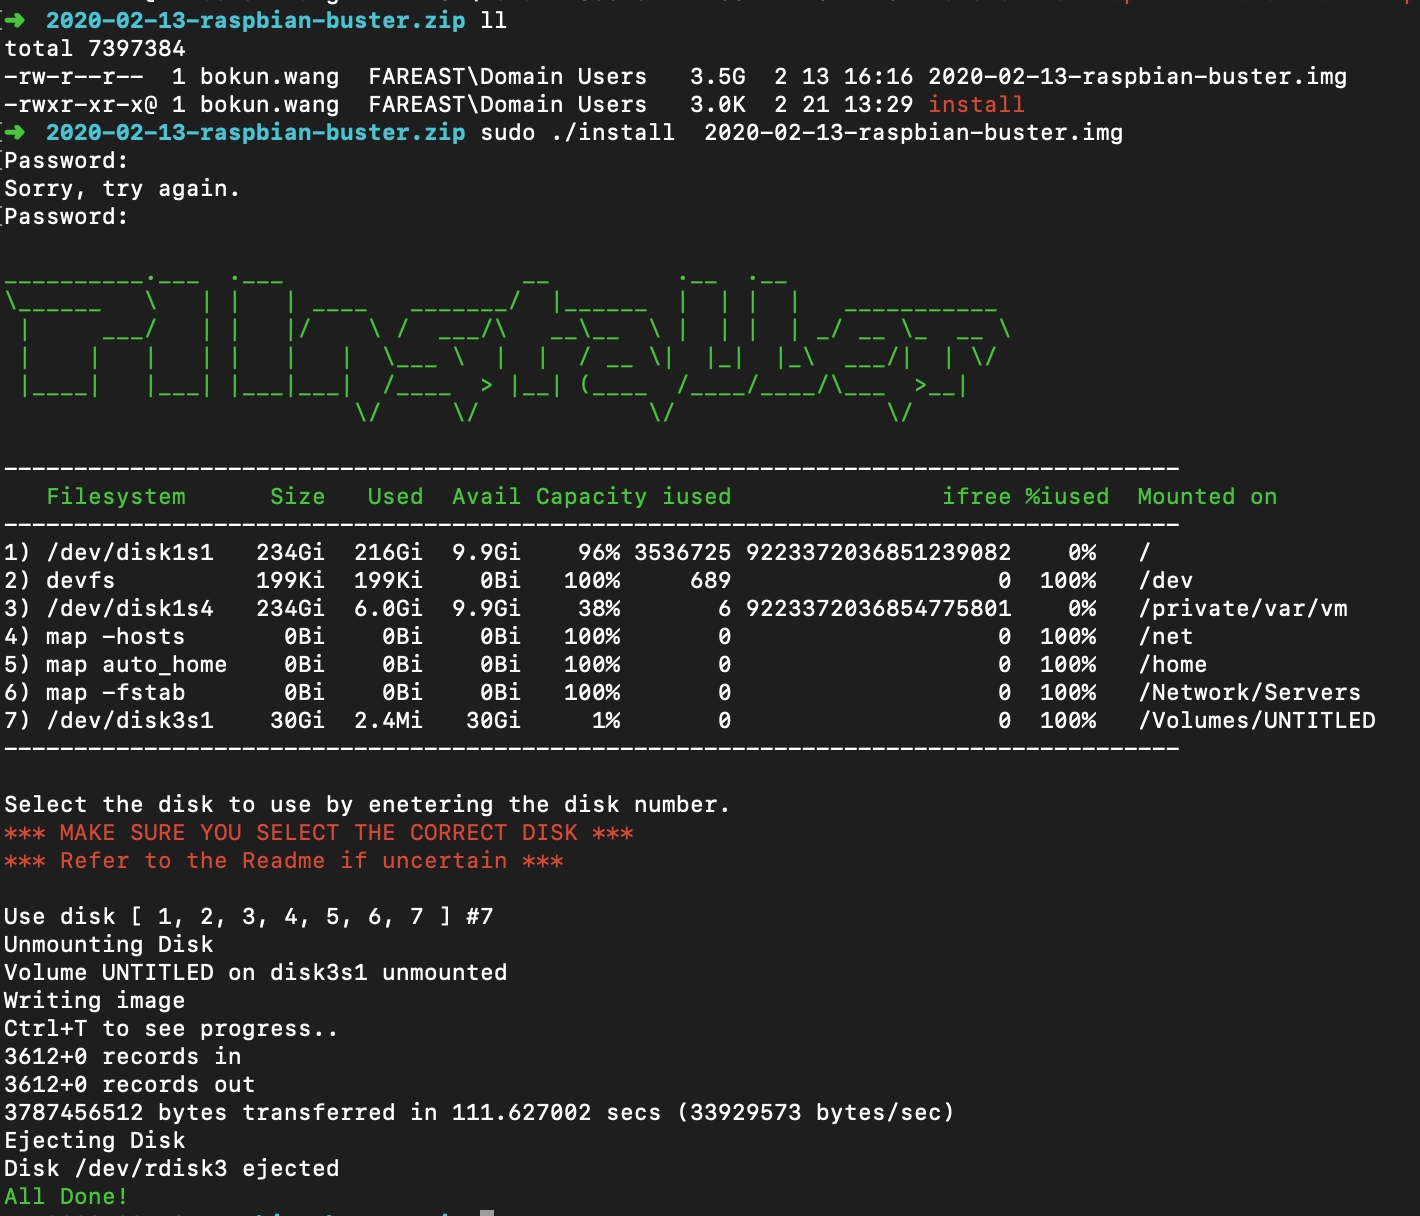 ➜  2020-02-13-raspbian-buster.zip ll
total 7397384
-rw-r--r--  1 bokun.wang  FAREAST\Domain Users   3.5G  2 13 16:16 2020-02-13-raspbian-buster.img
-rwxr-xr-x@ 1 bokun.wang  FAREAST\Domain Users   3.0K  2 21 13:29 install
➜  2020-02-13-raspbian-buster.zip sudo ./install  2020-02-13-raspbian-buster.img
Password:
Sorry, try again.
Password:
PiInstaller
Filesystem      Size   Used  Avail Capacity iused               ifree %iused  Mounted on
1) /dev/disk1s1   234Gi  216Gi  9.9Gi    96% 3536725 9223372036851239082    0%   /
2) devfs          199Ki  199Ki    0Bi   100%     689                   0  100%   /dev
3) /dev/disk1s4   234Gi  6.0Gi  9.9Gi    38%       6 9223372036854775801    0%   /private/var/vm
4) map -hosts       0Bi    0Bi    0Bi   100%       0                   0  100%   /net
5) map auto_home    0Bi    0Bi    0Bi   100%       0                   0  100%   /home
6) map -fstab       0Bi    0Bi    0Bi   100%       0                   0  100%   /Network/Servers
7) /dev/disk3s1    30Gi  2.4Mi   30Gi     1%       0                   0  100%   /Volumes/UNTITLED
Select the disk to use by enetering the disk number.
*** MAKE SURE YOU SELECT THE CORRECT DISK ***
*** Refer to the Readme if uncertain ***
Use disk [ 1, 2, 3, 4, 5, 6, 7 ] #7
Unmounting Disk
Volume UNTITLED on disk3s1 unmounted
Writing image
Ctrl+T to see progress..
3612+0 records in
3612+0 records out
3787456512 bytes transferred in 111.627002 secs (33929573 bytes/sec)
Ejecting Disk
Disk /dev/rdisk3 ejected
All Done!